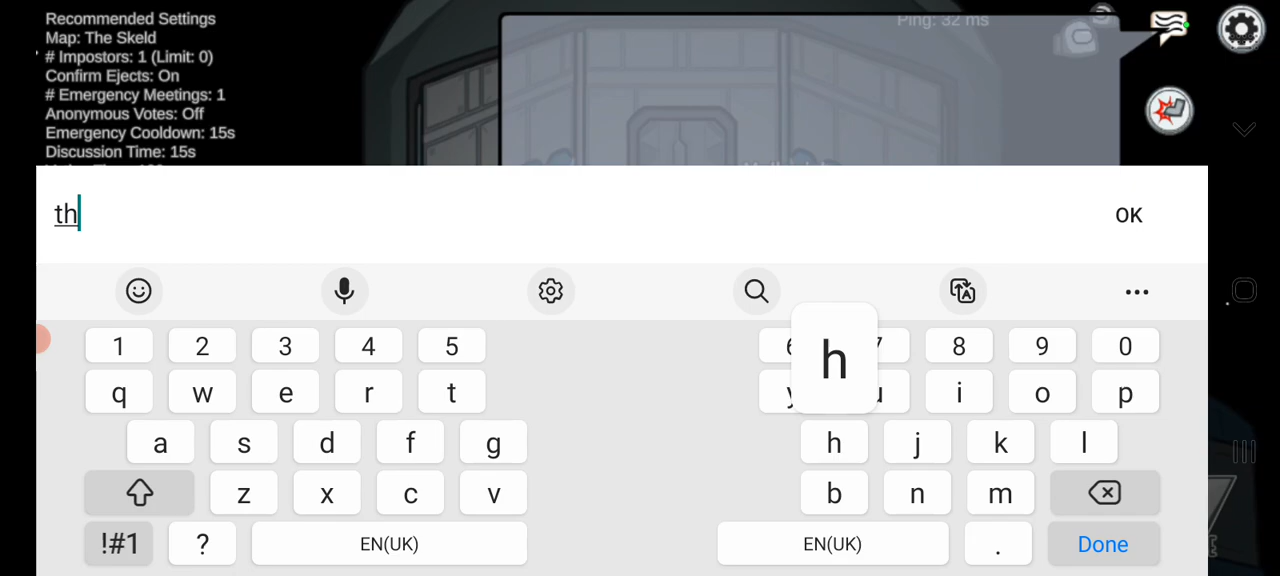 Recommended Settings
Map: The Skeld
# Impostors: 1 (Limit: 0)
Confirm Ejects: On
# Emergency Meetings: 1
Anonymous Votes: Off
Emergency Cooldown: 15s
Discussion Time: 15s
Ping: 32 ms
th
OK
h
1 2 3 4 5 6 7 8 9 0
q w e r t y u i o p
a s d f g h j k l
z x c v b n m
!#1 ? EN(UK) EN(UK) . Done